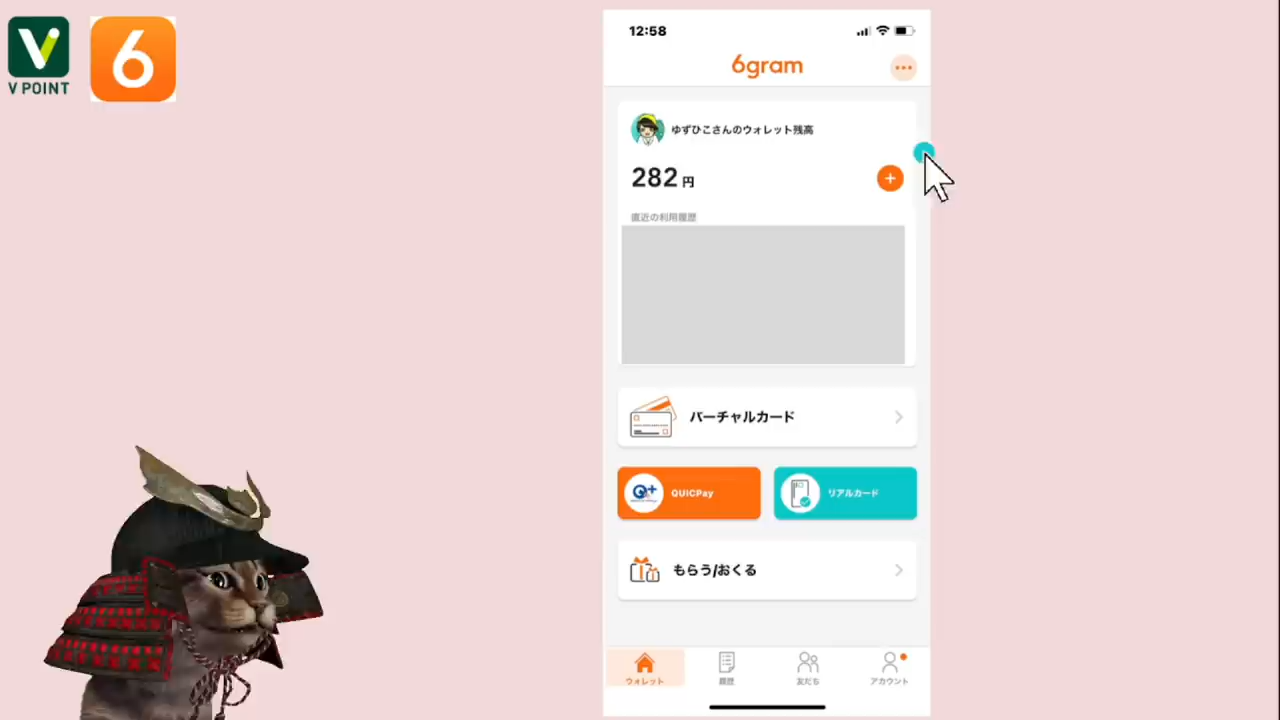 V POINT
6
12:58
6gram
ゆずひこさんのウォレット残高
282 円
直近の利用履歴
バーチャルカード
QUICPay
リアルカード
もらう/おくる
ウォレット
履歴
友だち
アカウント